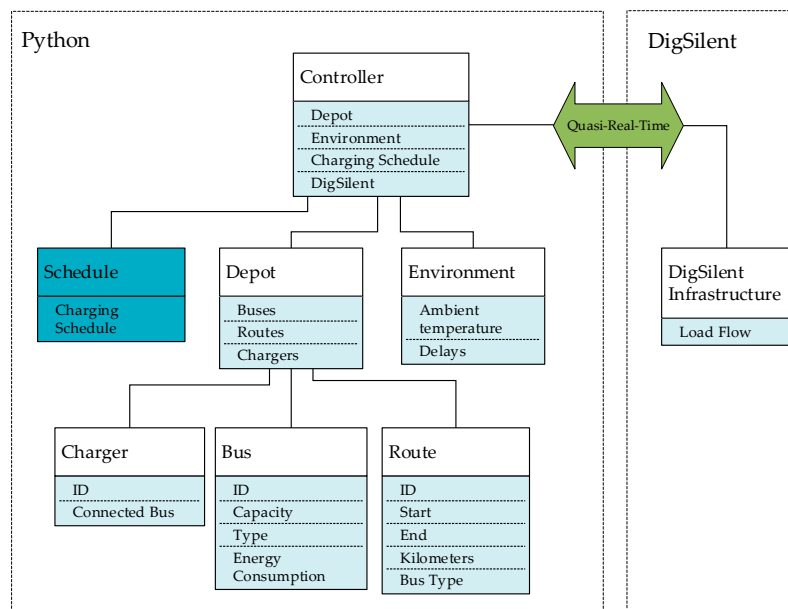 Python
DigSilent
Controller
Depot
Environment
Charging Schedule
DigSilent
Quasi-Real-Time
Schedule
Charging
Schedule
Depot
Buses
Routes
Chargers
Environment
Ambient
temperature
Delays
DigSilent
Infrastructure
Load Flow
Charger
ID
Connected Bus
Bus
ID
Capacity
Type
Energy
Consumption
Route
ID
Start
End
Kilometers
Bus Type